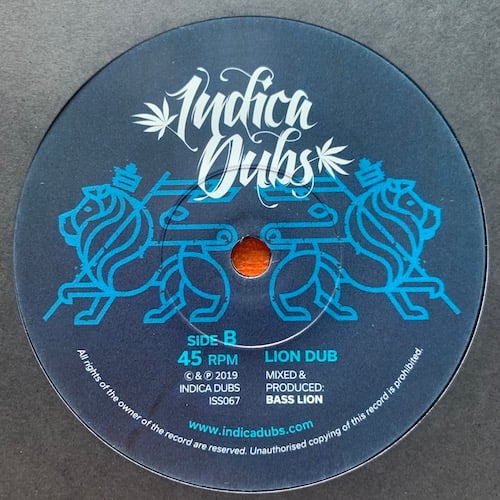 Indica
Dubs
SIDE B
45 RPM
© & ℗ 2019
INDICA DUBS
ISS067
LION DUB
MIXED &
PRODUCED:
BASS LION
www.indicadubs.com
All rights of the owner of the record are reserved. Unauthorised copying of this record is prohibited.